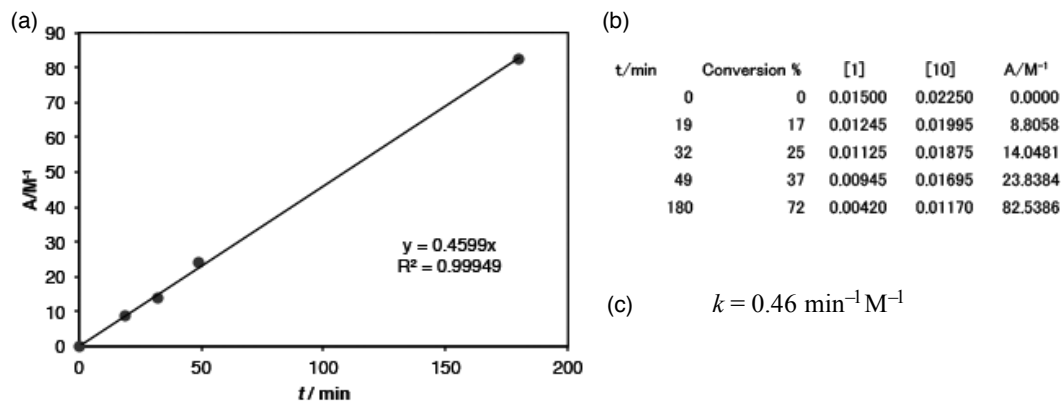 (a)
90
80
70
60
50
40
30
20
10
0
A/M⁻¹
y = 0.4599x
R² = 0.99949
0 50 100 150 200
t / min
(b)
t/min Conversion % [1] [10] A/M⁻¹
0 0 0.01500 0.02250 0.0000
19 17 0.01245 0.01995 8.8058
32 25 0.01125 0.01875 14.0481
49 37 0.00945 0.01695 23.8384
180 72 0.00420 0.01170 82.5386
(c) k = 0.46 min⁻¹ M⁻¹